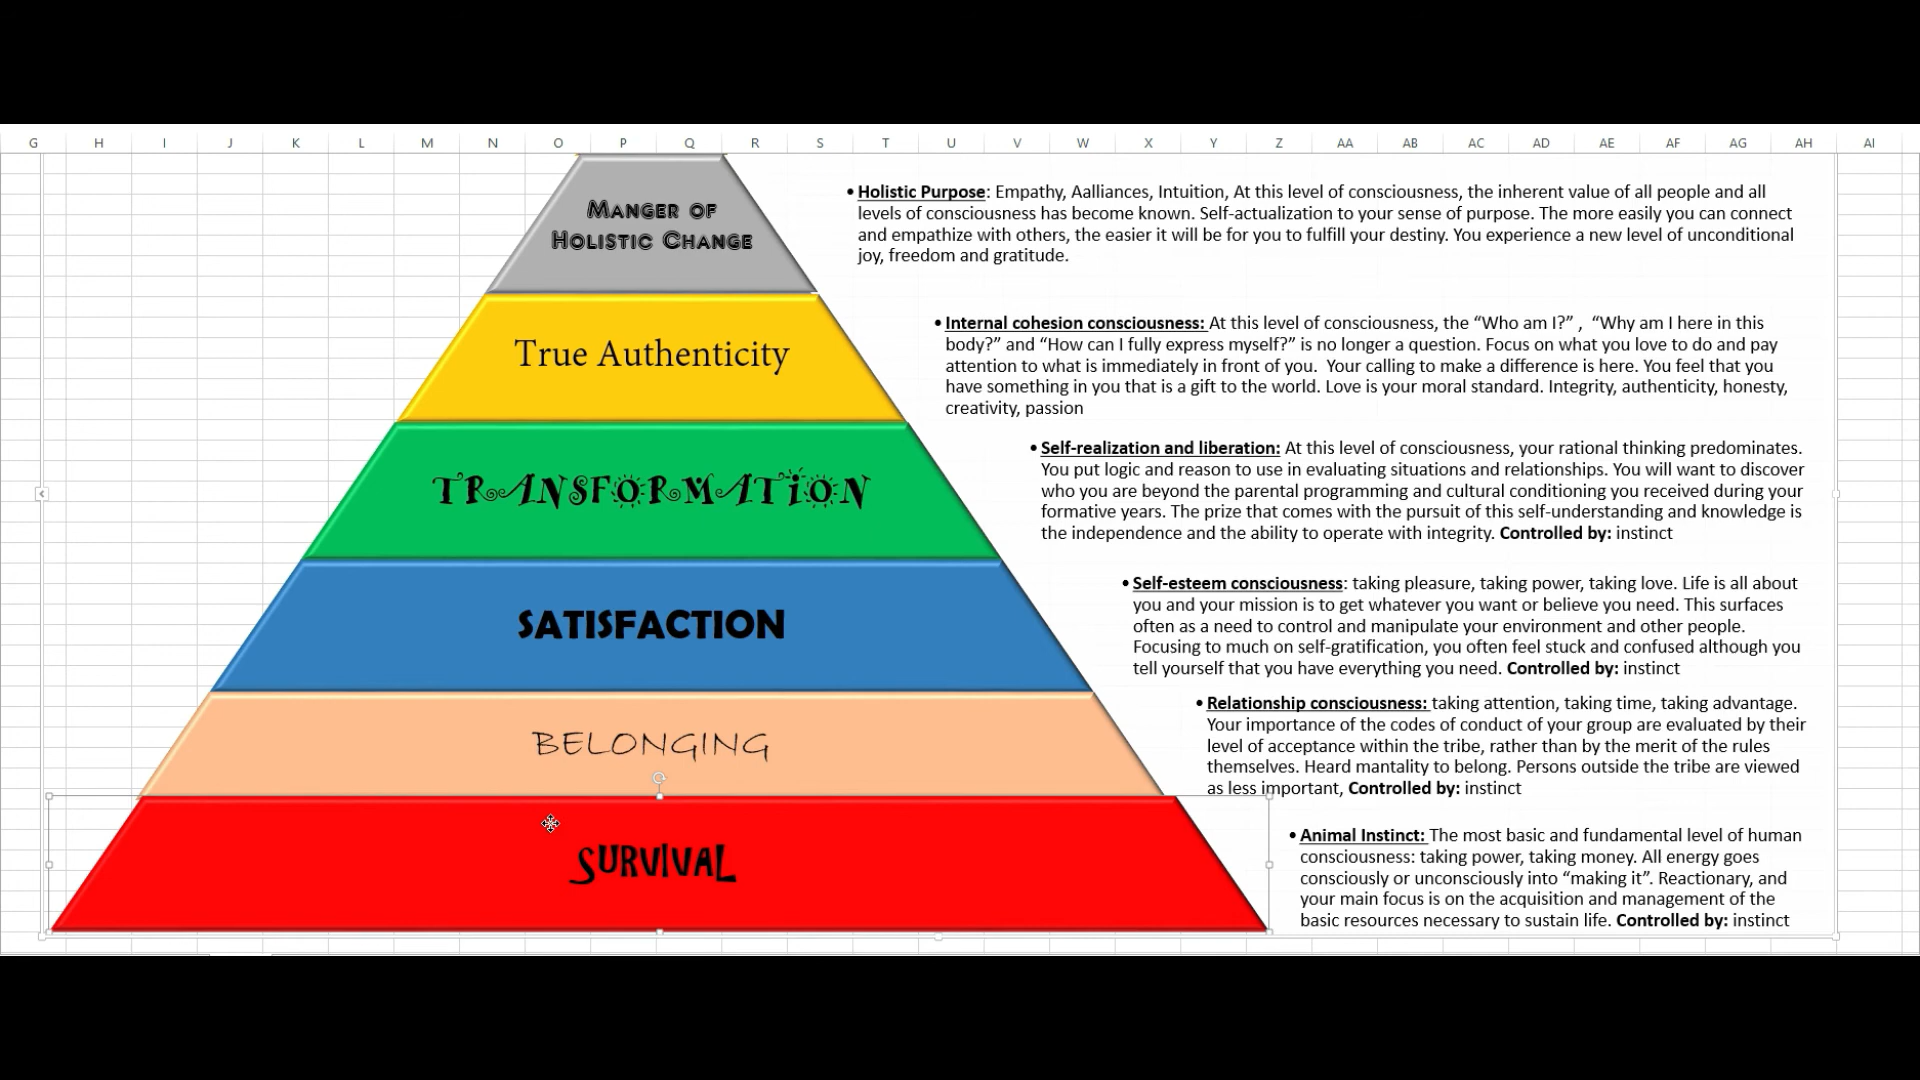 G H I J K L M N O P Q R S T U V W X Y Z AA AB AC AD AE AF AG AH AI
Manger of
Holistic Change
• Holistic Purpose: Empathy, Aalliances, Intuition, At this level of consciousness, the inherent value of all people and all
levels of consciousness has become known. Self-actualization to your sense of purpose. The more easily you can connect
and empathize with others, the easier it will be for you to fulfill your destiny. You experience a new level of unconditional
joy, freedom and gratitude.
True Authenticity
• Internal cohesion consciousness: At this level of consciousness, the “Who am I?” , “Why am I here in this
body?” and “How can I fully express myself?” is no longer a question. Focus on what you love to do and pay
attention to what is immediately in front of you. Your calling to make a difference is here. You feel that you
have something in you that is a gift to the world. Love is your moral standard. Integrity, authenticity, honesty,
creativity, passion
TRANSFORMATiON
• Self-realization and liberation: At this level of consciousness, your rational thinking predominates.
You put logic and reason to use in evaluating situations and relationships. You will want to discover
who you are beyond the parental programming and cultural conditioning you received during your
formative years. The prize that comes with the pursuit of this self-understanding and knowledge is
the independence and the ability to operate with integrity. Controlled by: instinct
SATISFACTION
• Self-esteem consciousness: taking pleasure, taking power, taking love. Life is all about
you and your mission is to get whatever you want or believe you need. This surfaces
often as a need to control and manipulate your environment and other people.
Focusing to much on self-gratification, you often feel stuck and confused although you
tell yourself that you have everything you need. Controlled by: instinct
BELONGING
• Relationship consciousness: taking attention, taking time, taking advantage.
Your importance of the codes of conduct of your group are evaluated by their
level of acceptance within the tribe, rather than by the merit of the rules
themselves. Heard mantality to belong. Persons outside the tribe are viewed
as less important, Controlled by: instinct
SURVIVAL
• Animal Instinct: The most basic and fundamental level of human
consciousness: taking power, taking money. All energy goes
consciously or unconsciously into “making it”. Reactionary, and
your main focus is on the acquisition and management of the
basic resources necessary to sustain life. Controlled by: instinct